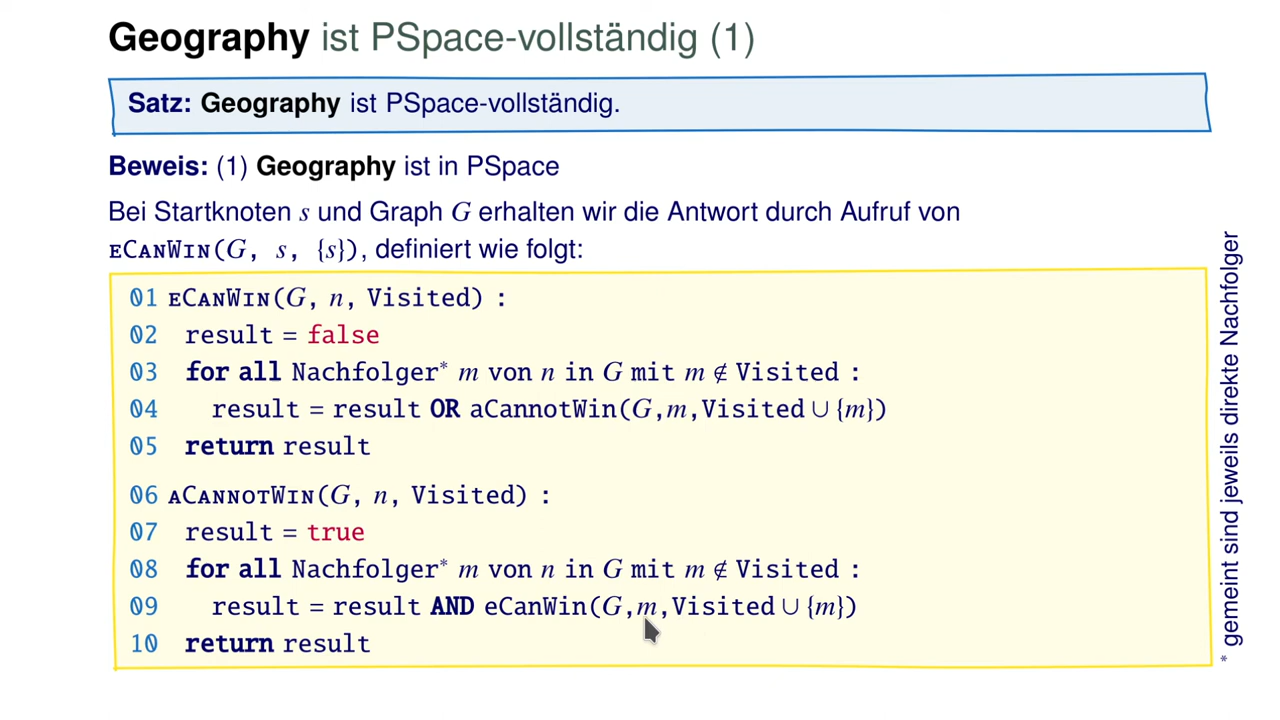 Geography ist PSpace-vollständig (1)
Satz: Geography ist PSpace-vollständig.
Beweis: (1) Geography ist in PSpace
Bei Startknoten s und Graph G erhalten wir die Antwort durch Aufruf von
ECANWIN(G, s, {s}), definiert wie folgt:
01 ECANWIN(G, n, Visited) :
02 result = false
03 for all Nachfolger* m von n in G mit m ∉ Visited :
04 result = result OR aCannotWin(G,m,Visited ∪ {m})
05 return result
06 ACANNOTWIN(G, n, Visited) :
07 result = true
08 for all Nachfolger* m von n in G mit m ∉ Visited :
09 result = result AND eCanWin(G,m,Visited ∪ {m})
10 return result
* gemeint sind jeweils direkte Nachfolger